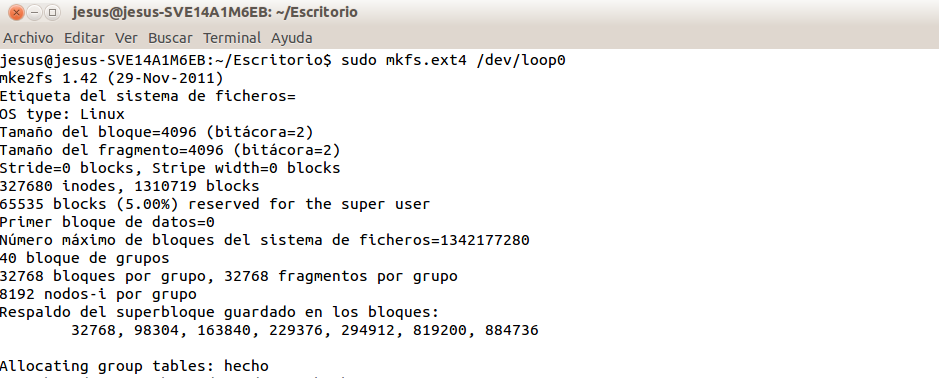 jesus@jesus-SVE14A1M6EB: ~/Escritorio
Archivo Editar Ver Buscar Terminal Ayuda
jesus@jesus-SVE14A1M6EB:~/Escritorio$ sudo mkfs.ext4 /dev/loop0
mke2fs 1.42 (29-Nov-2011)
Etiqueta del sistema de ficheros=
OS type: Linux
Tamaño del bloque=4096 (bitácora=2)
Tamaño del fragmento=4096 (bitácora=2)
Stride=0 blocks, Stripe width=0 blocks
327680 inodes, 1310719 blocks
65535 blocks (5.00%) reserved for the super user
Primer bloque de datos=0
Número máximo de bloques del sistema de ficheros=1342177280
40 bloque de grupos
32768 bloques por grupo, 32768 fragmentos por grupo
8192 nodos-i por grupo
Respaldo del superbloque guardado en los bloques:
32768, 98304, 163840, 229376, 294912, 819200, 884736
Allocating group tables: hecho